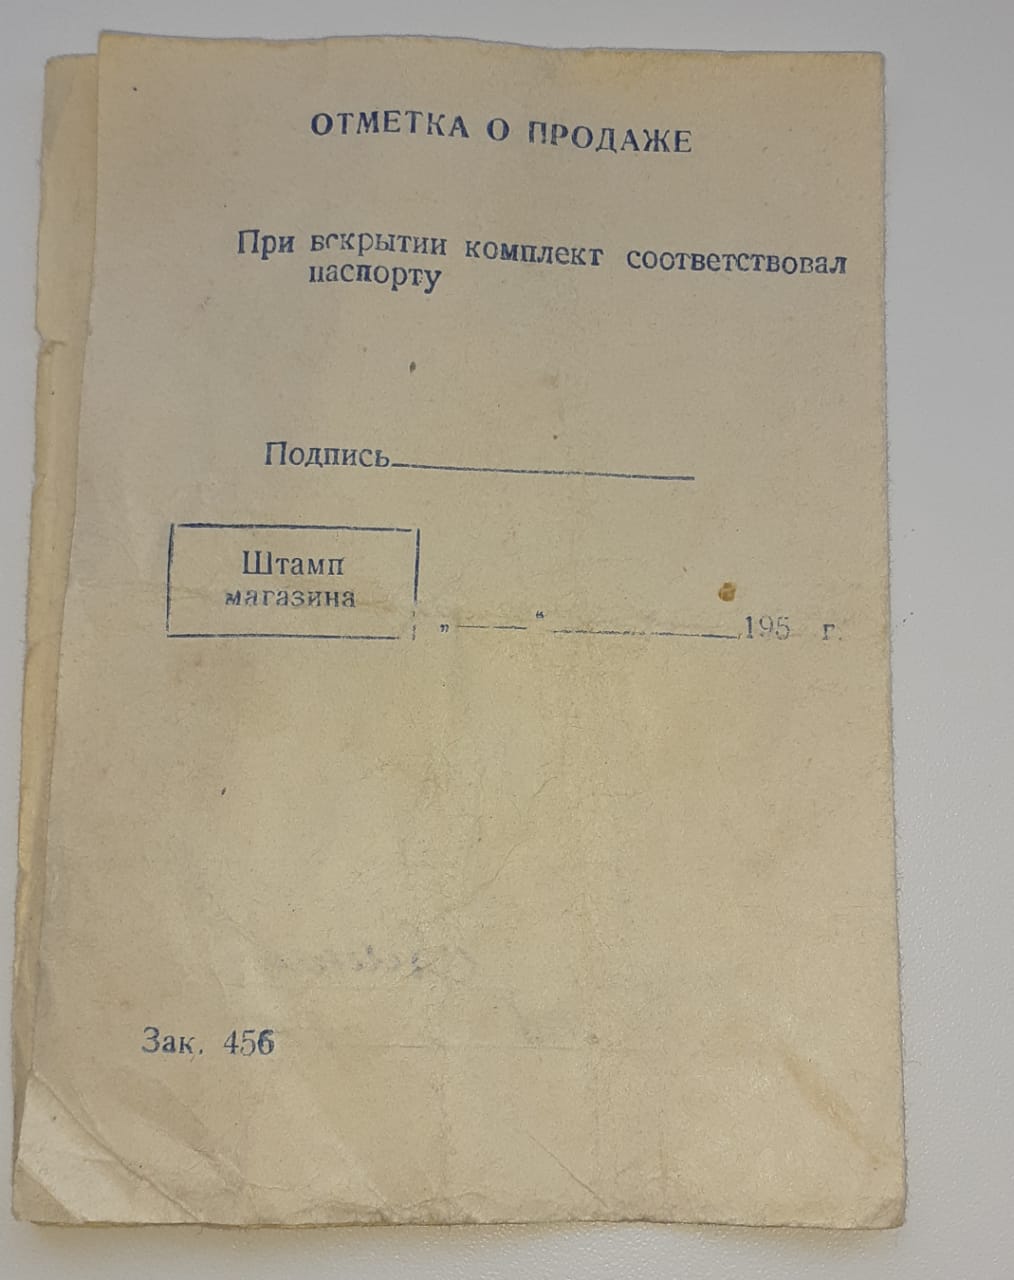 ОТМЕТКА О ПРОДАЖЕ
При вскрытии комплект соответствовал
паспорту
Подпись
Штамп
магазина
„ “ 195 г.
Зак. 456